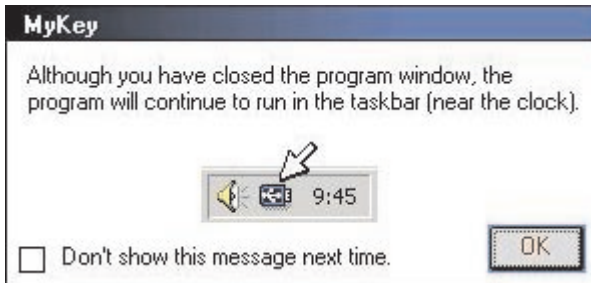 MyKey
Although you have closed the program window, the
program will continue to run in the taskbar (near the clock).
9:45
Don't show this message next time.
OK